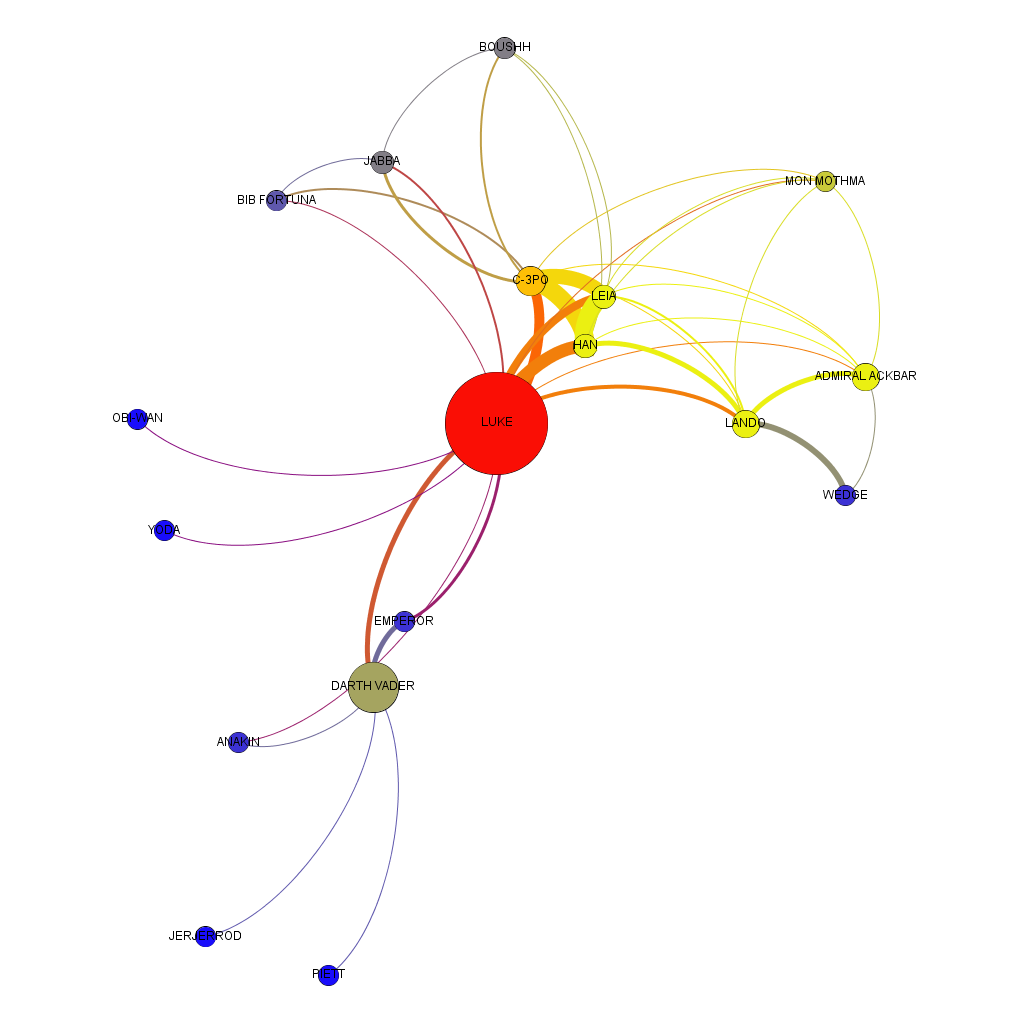 BOUSHH
JABBA
BIB FORTUNA
MON MOTHMA
C-3PO
LEIA
HAN
ADMIRAL ACKBAR
LUKE
LANDO
OBI-WAN
WEDGE
YODA
EMPEROR
DARTH VADER
ANAKIN
JERJERROD
PIETT